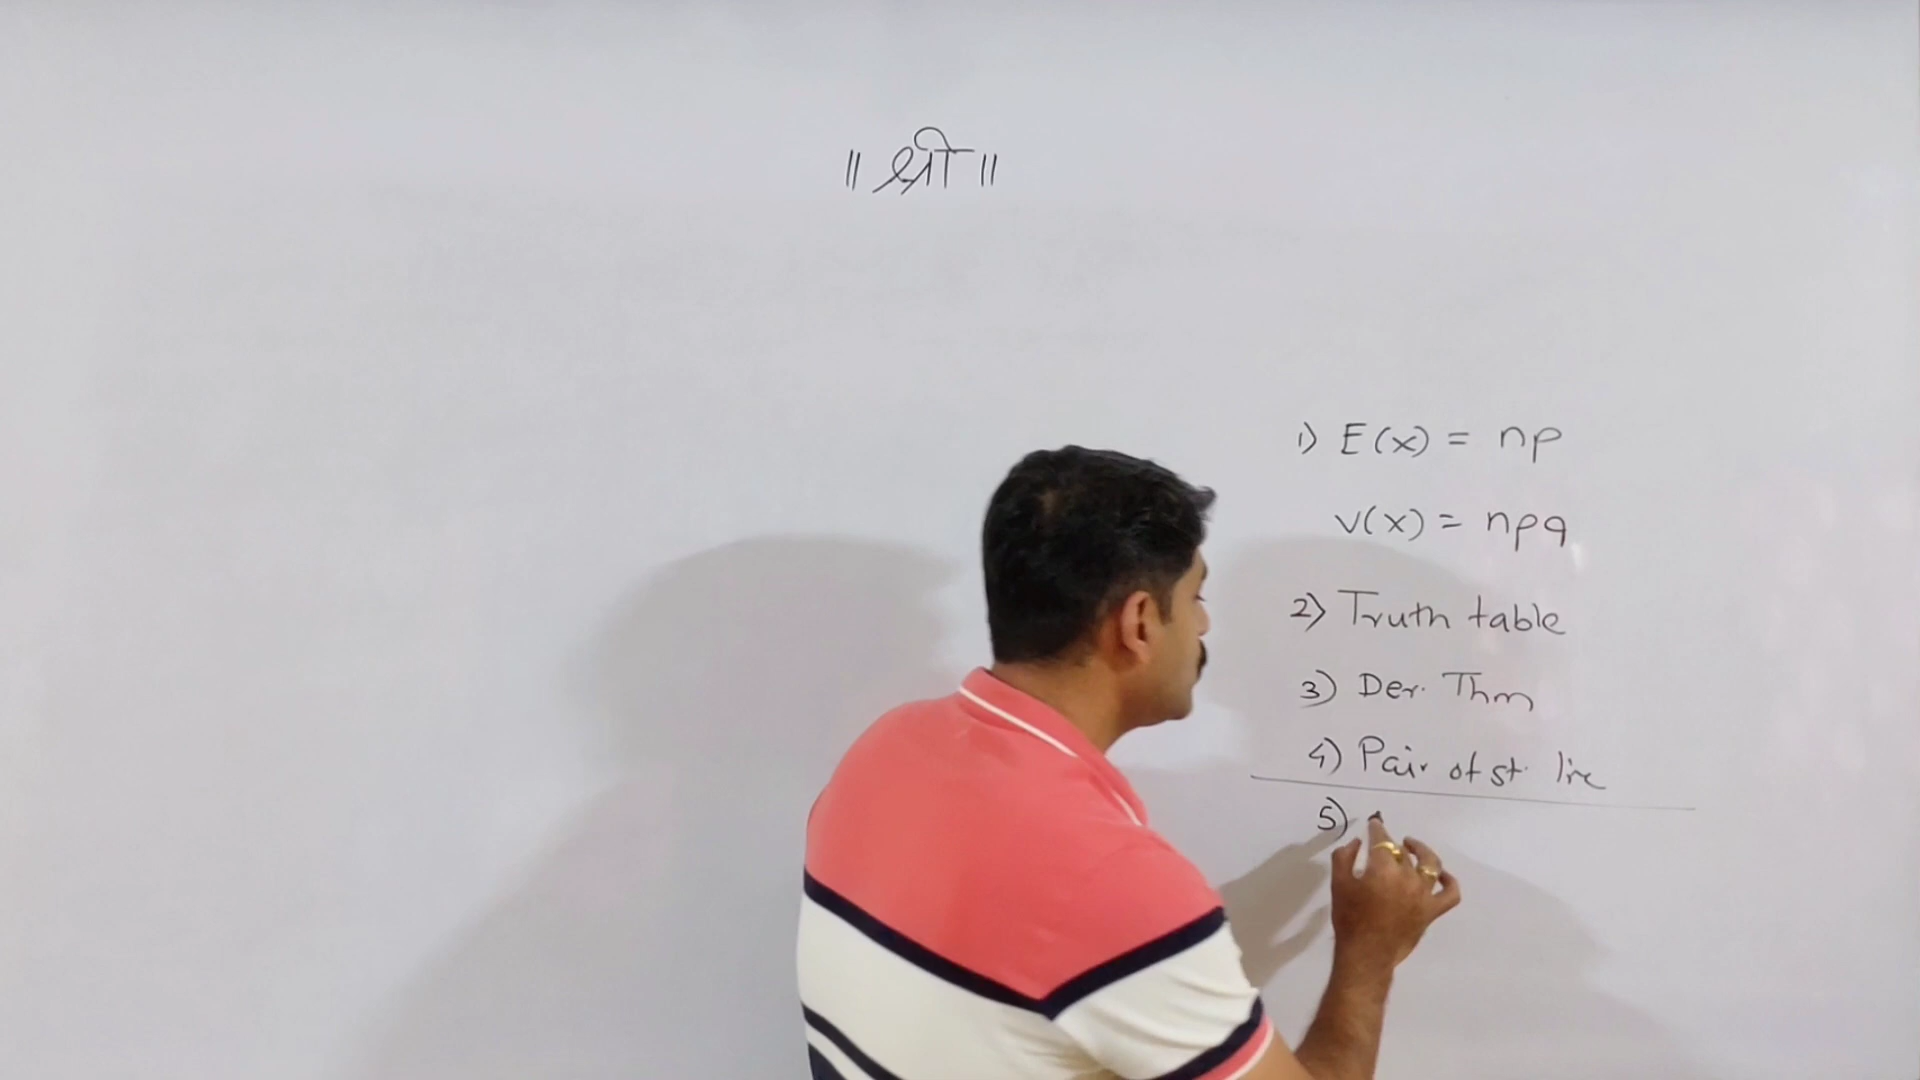 ॥ श्री ॥
1) E(x) = np
V(x) = npq
2) Truth table
3) Der. Thm
4) Pair of st. line
5)